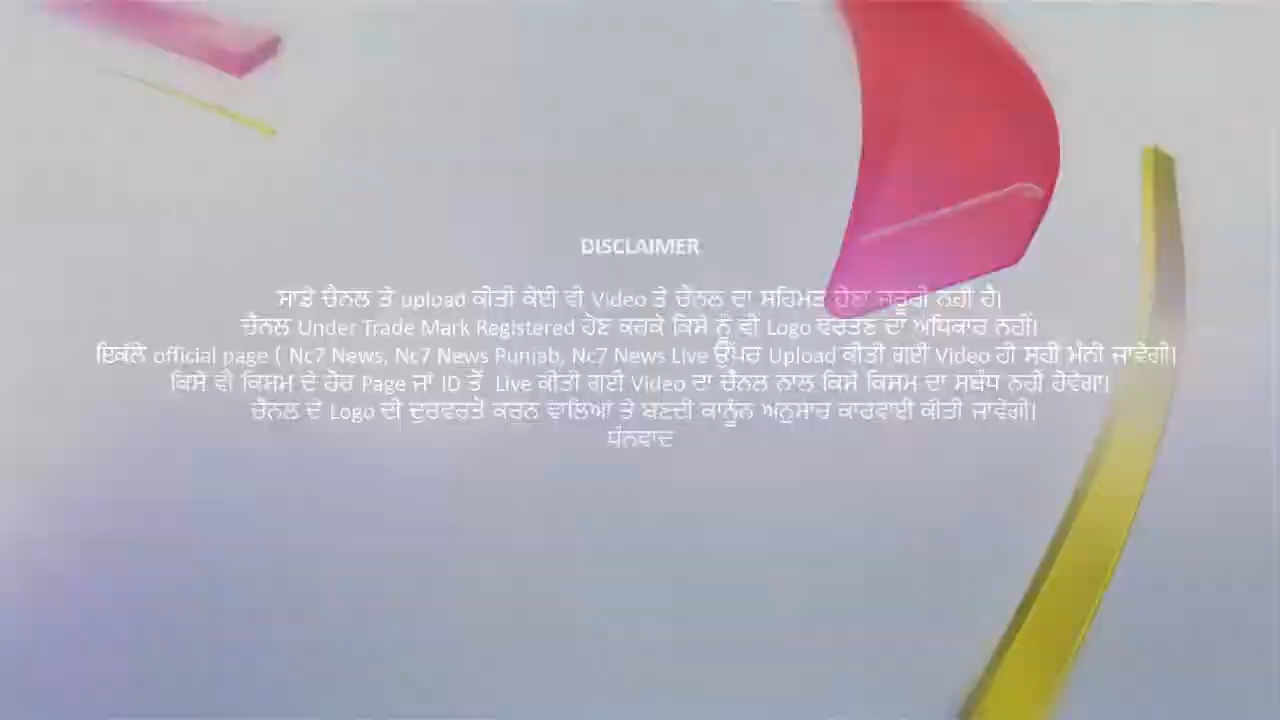 DISCLAIMER
ਸਾਡੇ ਚੈਨਲ ਤੇ upload ਕੀਤੀ ਕੋਈ ਵੀ Video ਤੇ ਚੈਨਲ ਦਾ ਸਹਿਮਤ ਹੋਣਾ ਜਰੂਰੀ ਨਹੀਂ ਹੈ।
ਚੈਨਲ Under Trade Mark Registered ਹੋਣ ਕਰਕੇ ਕਿਸੇ ਨੂੰ ਵੀ Logo ਵਰਤਣ ਦਾ ਅਧਿਕਾਰ ਨਹੀਂ।
ਇਕੱਲੇ official page ( Nc7 News, Nc7 News Punjab, Nc7 News Live ਉੱਪਰ Upload ਕੀਤੀ ਗਈ Video ਹੀ ਸਹੀ ਮੰਨੀ ਜਾਵੇਗੀ।
ਕਿਸੇ ਵੀ ਕਿਸਮ ਦੇ ਹੋਰ Page ਜਾਂ ID ਤੋਂ Live ਕੀਤੀ ਗਈ Video ਦਾ ਚੈਨਲ ਨਾਲ ਕਿਸੇ ਕਿਸਮ ਦਾ ਸਬੰਧ ਨਹੀਂ ਹੋਵੇਗਾ।
ਚੈਨਲ ਦੇ Logo ਦੀ ਦੁਰਵਰਤੋਂ ਕਰਨ ਵਾਲਿਆਂ ਤੇ ਬਣਦੀ ਕਾਨੂੰਨ ਅਨੁਸਾਰ ਕਾਰਵਾਈ ਕੀਤੀ ਜਾਵੇਗੀ।
ਧੰਨਵਾਦ